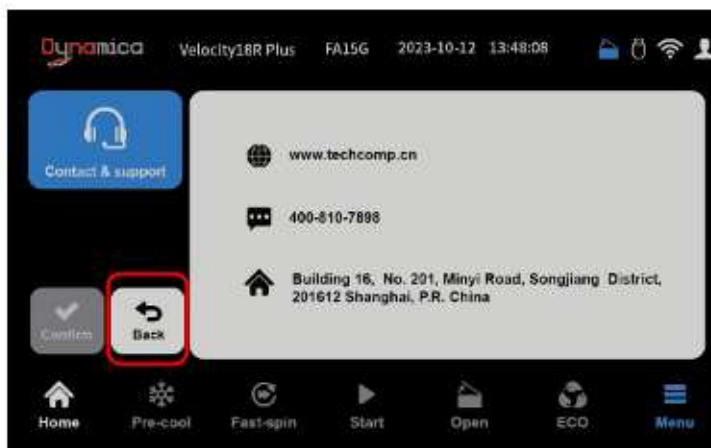 Dynamica Velocity18R Plus FA15G 2023-10-12 13:48:08
Contact & support
www.techcomp.cn
400-810-7898
Building 16, No. 201, Minyi Road, Songjiang District,
201612 Shanghai, P.R. China
Confirm
Back
Home Pre-cool Fast-spin Start Open ECO Menu